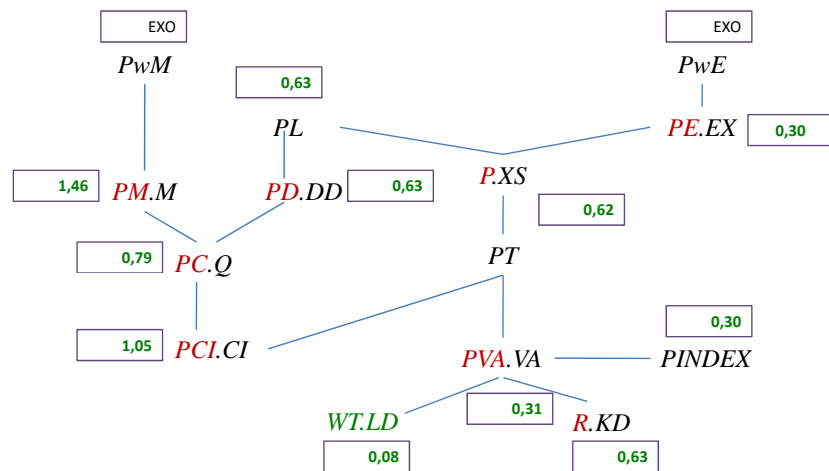 EXO
EXO
PwM
PwE
0,63
PL
PE.EX
0,30
1,46
PM.M
PD.DD
0,63
P.XS
0,62
0,79
PC.Q
PT
0,30
1,05
PCI.CI
PVA.VA
PINDEX
WT.LD
0,31
R.KD
0,08
0,63